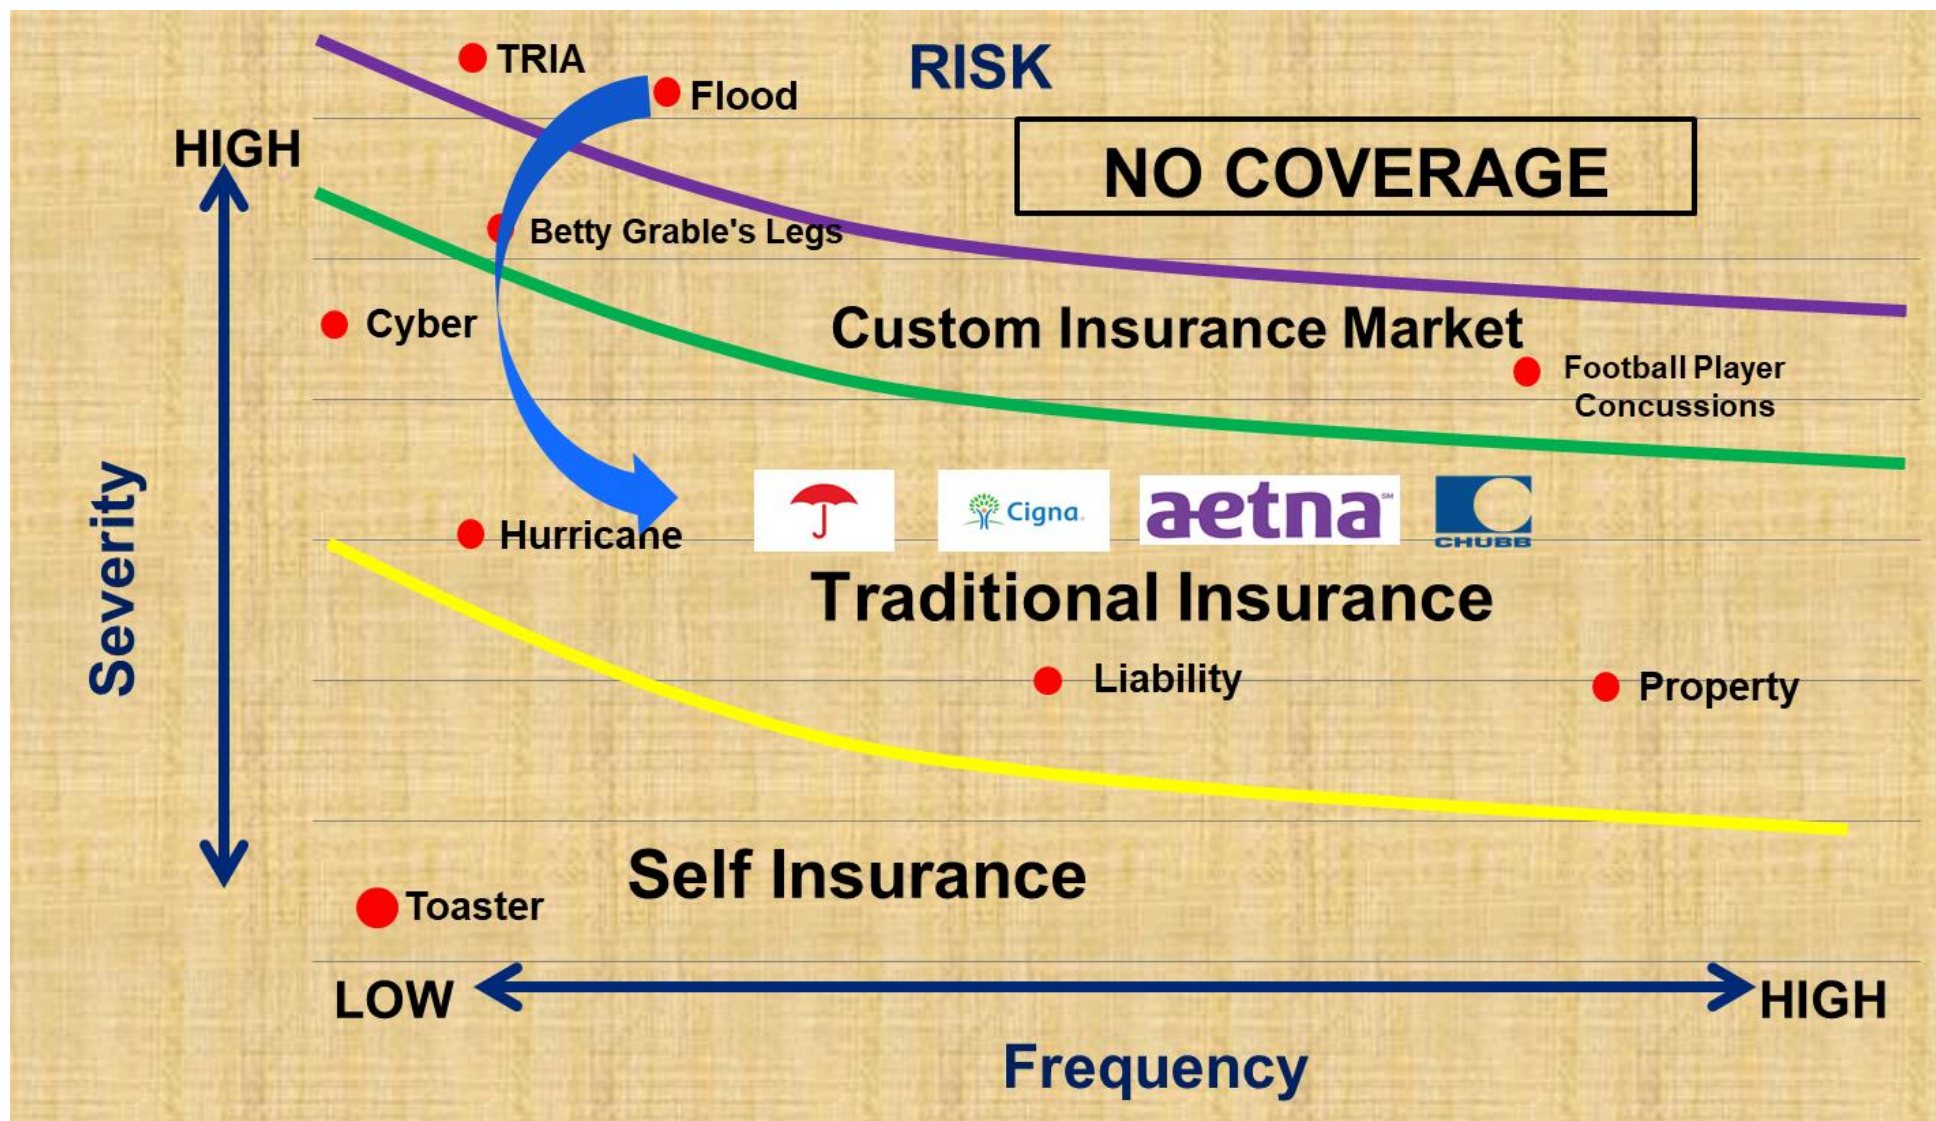 TRIA
RISK
Flood
HIGH
NO COVERAGE
Betty Grable's Legs
Cyber
Custom Insurance Market
Football Player
Concussions
Severity
Cigna
aetna SM
CHUBB
Hurricane
Traditional Insurance
Liability
Property
Self Insurance
Toaster
LOW
HIGH
Frequency